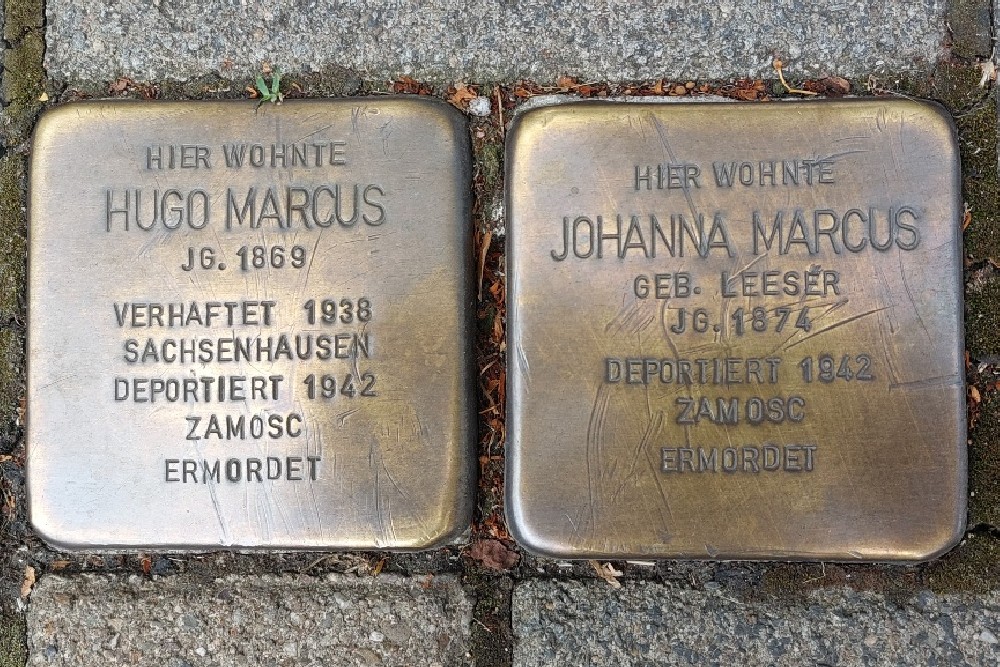 HIER WOHNTE
HUGO MARCUS
JG. 1869
VERHAFTET 1938
SACHSENHAUSEN
DEPORTIERT 1942
ZAMOSC
ERMORDET
HIER WOHNTE
JOHANNA MARCUS
GEB. LEESER
JG. 1874
DEPORTIERT 1942
ZAMOSC
ERMORDET